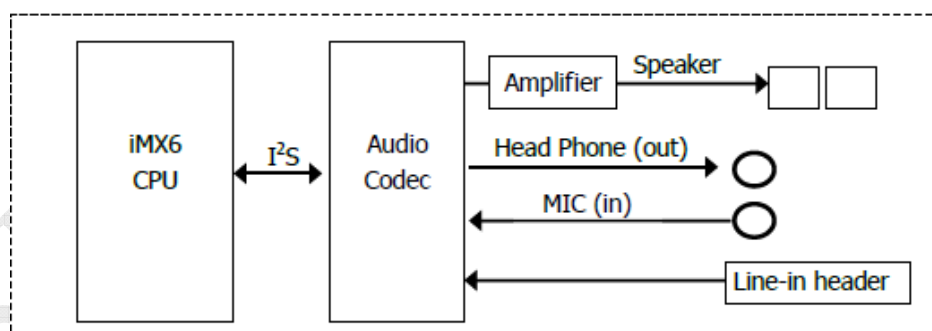 iMX6
CPU
I²S
Audio
Codec
Amplifier
Speaker
Head Phone (out)
MIC (in)
Line-in header